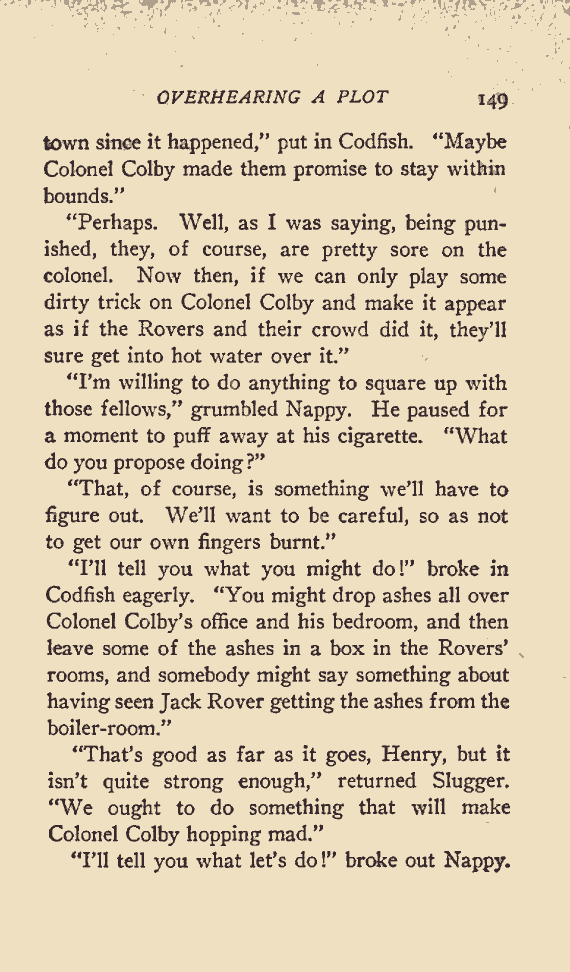 OVERHEARING A PLOT 149
town since it happened,” put in Codfish. “Maybe
Colonel Colby made them promise to stay within
bounds.”
“Perhaps. Well, as I was saying, being pun-
ished, they, of course, are pretty sore on the
colonel. Now then, if we can only play some
dirty trick on Colonel Colby and make it appear
as if the Rovers and their crowd did it, they’ll
sure get into hot water over it.”
“I’m willing to do anything to square up with
those fellows,” grumbled Nappy. He paused for
a moment to puff away at his cigarette. “What
do you propose doing?”
“That, of course, is something we’ll have to
figure out. We’ll want to be careful, so as not
to get our own fingers burnt.”
“I’ll tell you what you might do!” broke in
Codfish eagerly. “You might drop ashes all over
Colonel Colby’s office and his bedroom, and then
leave some of the ashes in a box in the Rovers’
rooms, and somebody might say something about
having seen Jack Rover getting the ashes from the
boiler-room.”
“That’s good as far as it goes, Henry, but it
isn’t quite strong enough,” returned Slugger.
“We ought to do something that will make
Colonel Colby hopping mad.”
“I’ll tell you what let’s do!” broke out Nappy.